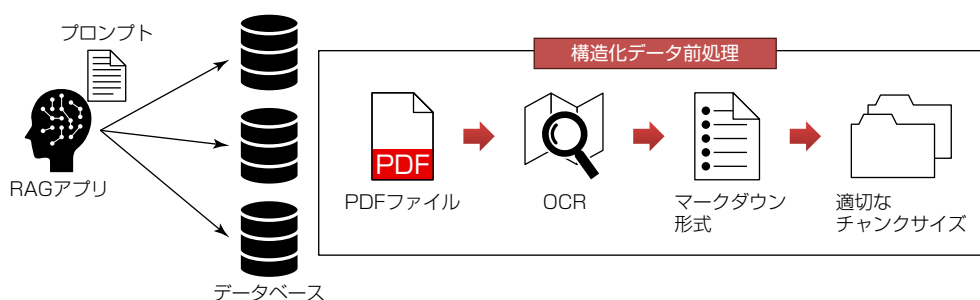 プロンプト
RAGアプリ
データベース
構造化データ前処理
PDF
PDFファイル
OCR
マークダウン
形式
適切な
チャンクサイズ